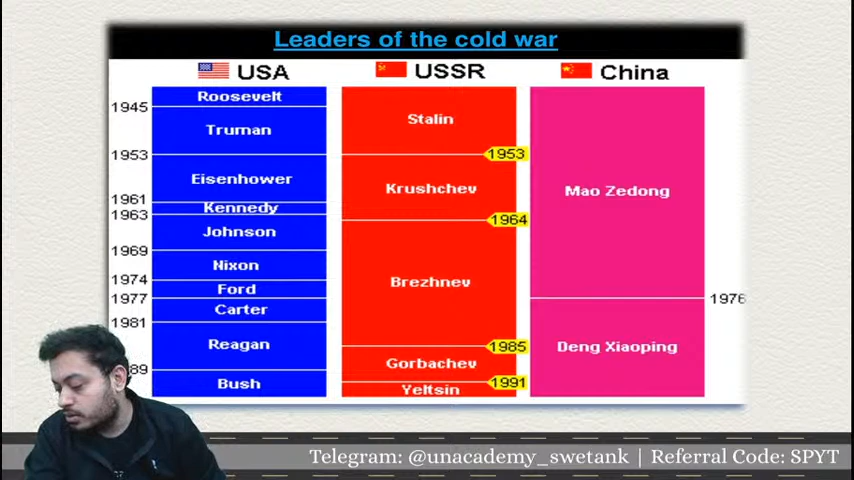 Leaders of the cold war
USA USSR China
Roosevelt
1945
Truman
1953
Eisenhower
1961
Kennedy
1963
Johnson
1969
Nixon
1974
Ford
1977
Carter
1981
Reagan
89
Bush
Stalin
1953
Krushchev
1964
Brezhnev
1985
Gorbachev
1991
Yeltsin
Mao Zedong
1976
Deng Xiaoping
Telegram: @unacademy_swetank | Referral Code: SPYT